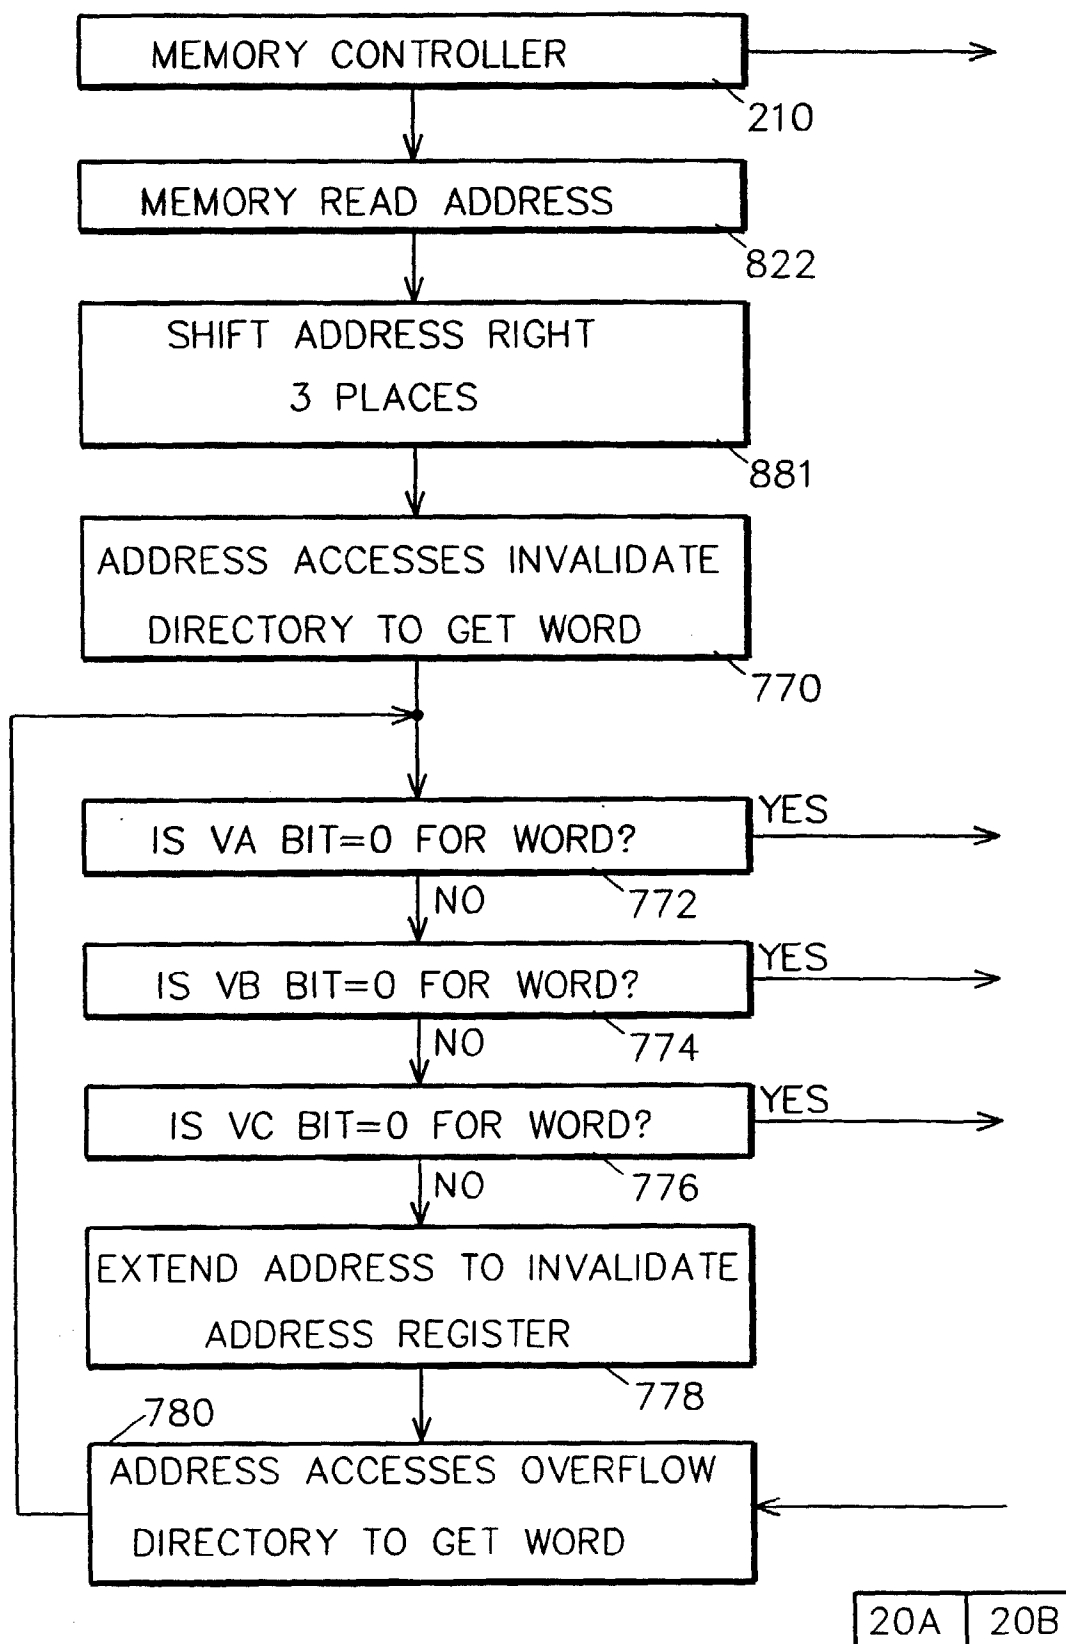 MEMORY CONTROLLER
210
MEMORY READ ADDRESS
822
SHIFT ADDRESS RIGHT
3 PLACES
881
ADDRESS ACCESSES INVALIDATE
DIRECTORY TO GET WORD
770
IS VA BIT=0 FOR WORD?
YES
772
NO
IS VB BIT=0 FOR WORD?
YES
774
NO
IS VC BIT=0 FOR WORD?
YES
776
NO
EXTEND ADDRESS TO INVALIDATE
ADDRESS REGISTER
778
780
ADDRESS ACCESSES OVERFLOW
DIRECTORY TO GET WORD
20A 20B